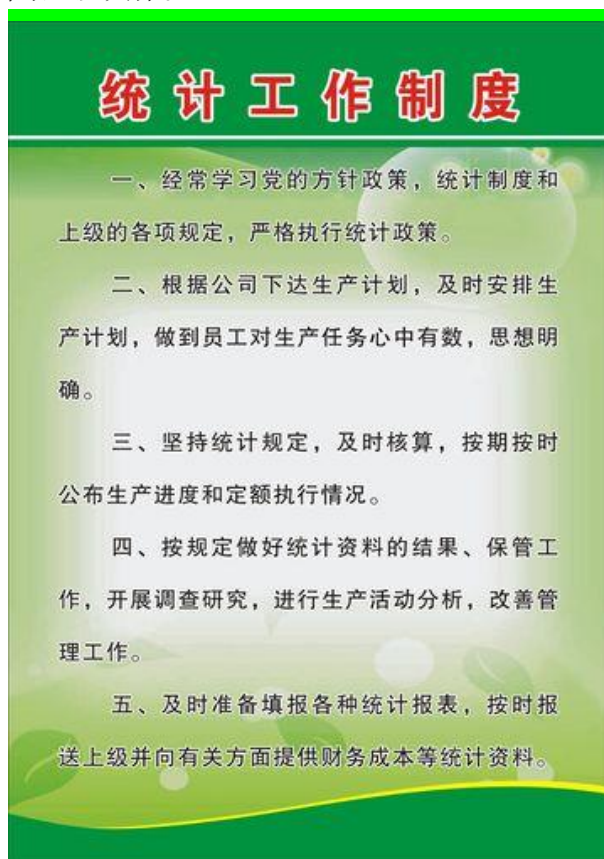 统计工作制度
一、经常学习党的方针政策，统计制度和
上级的各项规定，严格执行统计政策。
二、根据公司下达生产计划，及时安排生
产计划，做到员工对生产任务心中有数，思想明
确。
三、坚持统计规定，及时核算，按期按时
公布生产进度和定额执行情况。
四、按规定做好统计资料的结果、保管工
作，开展调查研究，进行生产活动分析，改善管
理工作。
五、及时准备填报各种统计报表，按时报
送上级并向有关方面提供财务成本等统计资料。